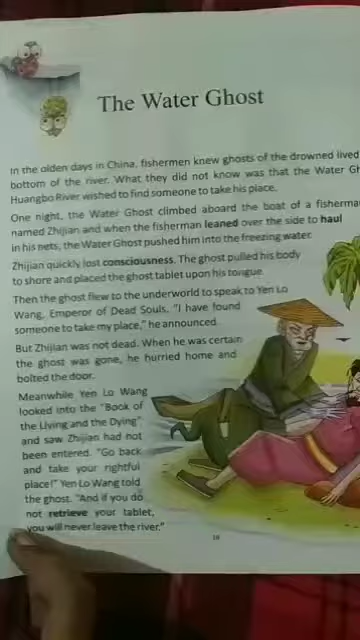 The Water Ghost
In the olden days in China, fishermen knew ghosts of the drowned lived
bottom of the river. What they did not know was that the Water
Huangbo River wished to find someone to take his place.
One night, the Water Ghost climbed aboard the boat of a
named Zhijian and when the fisherman leaned over the side to haul
in his nets, the Water Ghost pushed him into the freezing water.
Zhijian quickly lost consciousness. The ghost pulled his body
to shore and placed the ghost tablet upon his tongue.
Then the ghost flew to the underworld to speak to Yen Lo
Wang, Emperor of Dead Souls. "I have found
someone to take my place," he announced.
But Zhijian was not dead. When he was certain
the ghost was gone, he hurried home and
bolted the door.
Meanwhile Yen Lo Wang
looked into the "Book of
the Living and the Dying"
and saw Zhijian had not
been entered. "Go back
and take your rightful
place!" Yen Lo Wang told
the ghost. "And if you do
not retrieve your tablet,
you will never leave the river."